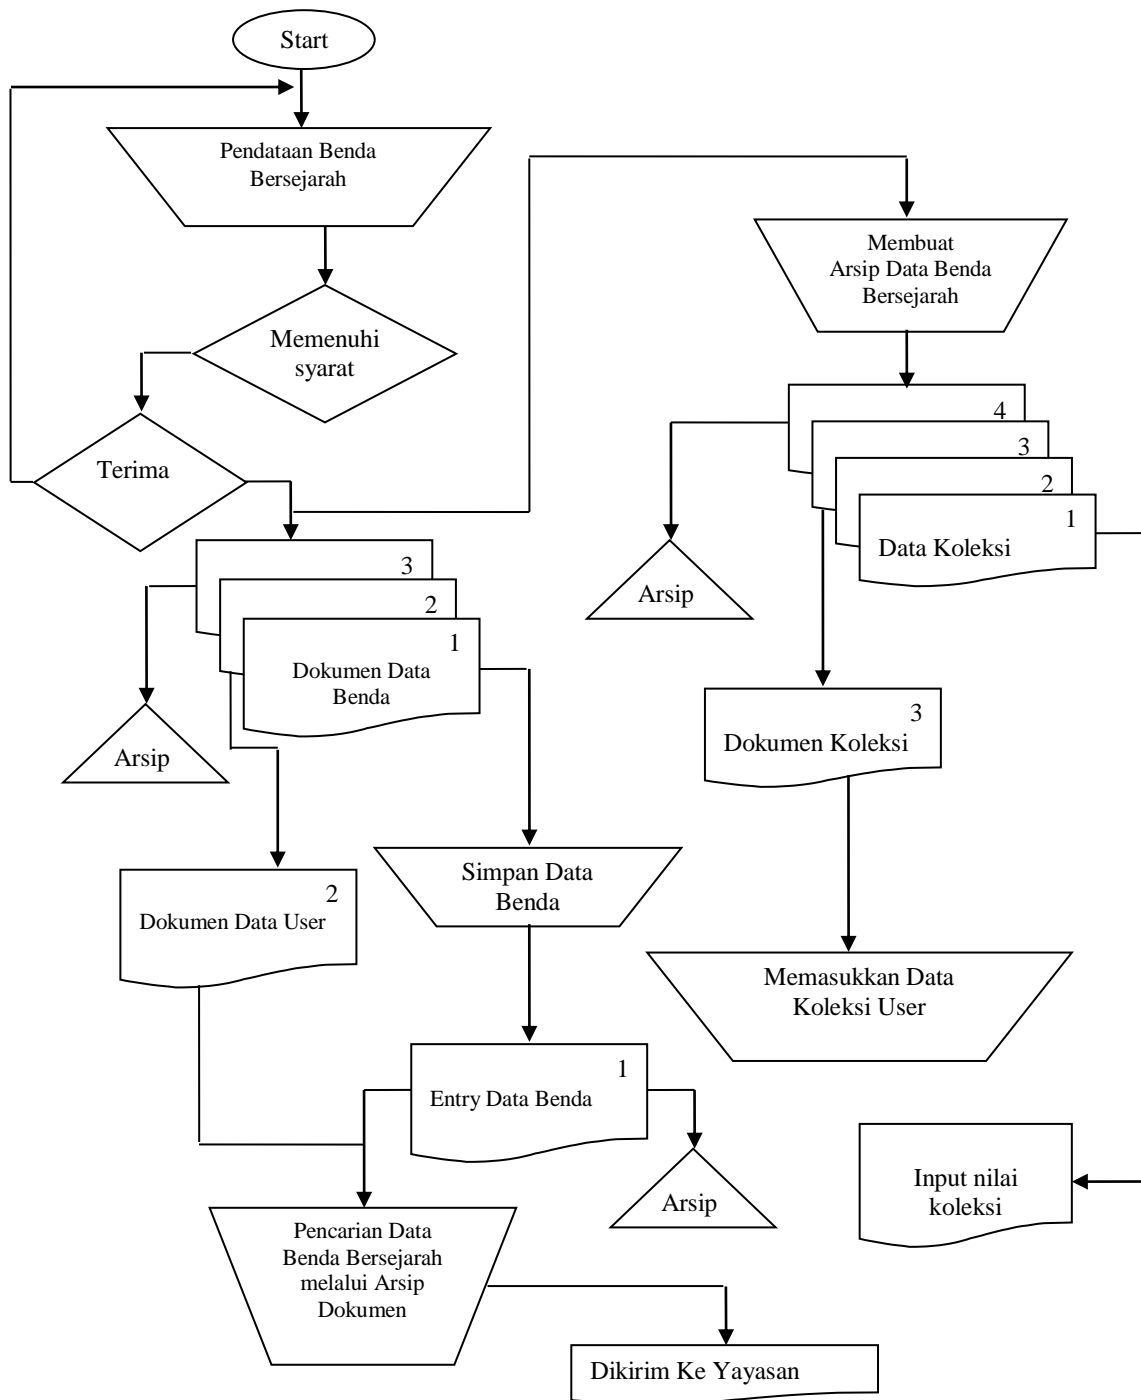 Start
Pendataan Benda
Bersejarah
Memenuhi
syarat
Terima
3
2
1
Dokumen Data
Benda
Arsip
2
Dokumen Data User
Simpan Data
Benda
1
Entry Data Benda
Arsip
Pencarian Data
Benda Bersejarah
melalui Arsip
Dokumen
Dikirim Ke Yayasan
Membuat
Arsip Data Benda
Bersejarah
4
3
2
1
Data Koleksi
Arsip
3
Dokumen Koleksi
Memasukkan Data
Koleksi User
Input nilai
koleksi